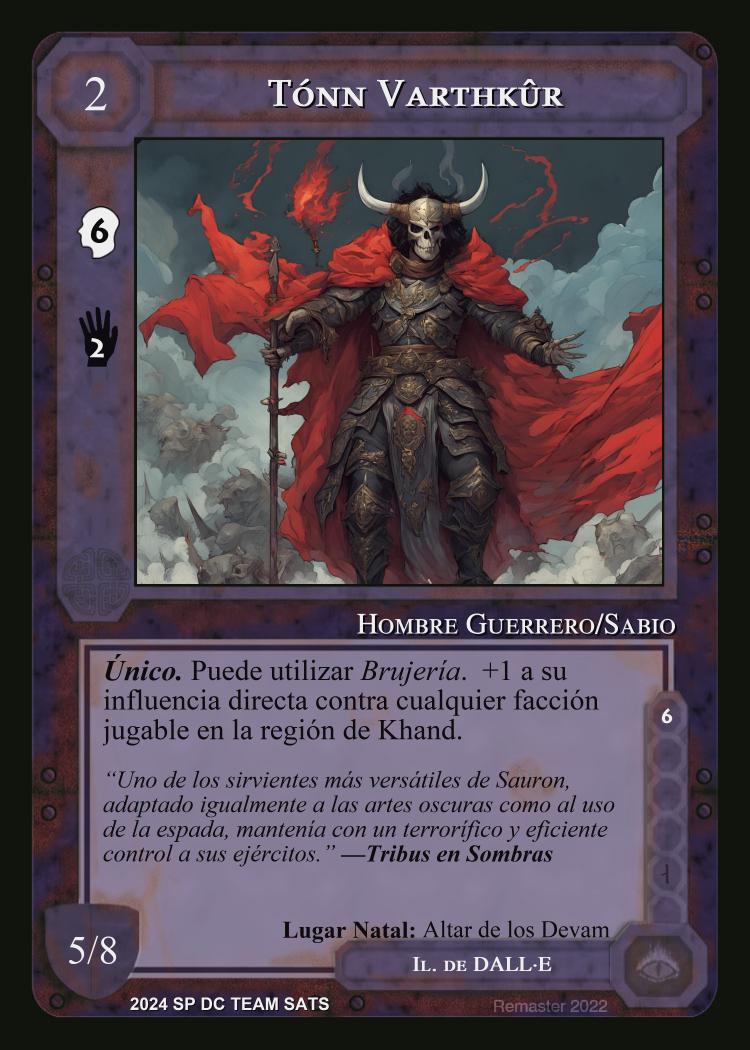 2
TÓNN VARTHKÛR
6
2
HOMBRE GUERRERO/SABIO
Único. Puede utilizar Brujería. +1 a su
influencia directa contra cualquier facción
jugable en la región de Khand.
6
“Uno de los sirvientes más versátiles de Sauron,
adaptado igualmente a las artes oscuras como al uso
de la espada, mantenía con un terrorífico y eficiente
control a sus ejércitos.” —Tribus en Sombras
Lugar Natal: Altar de los Devam
5/8
IL. DE DALL·E
2024 SP DC TEAM SATS
Remaster 2022